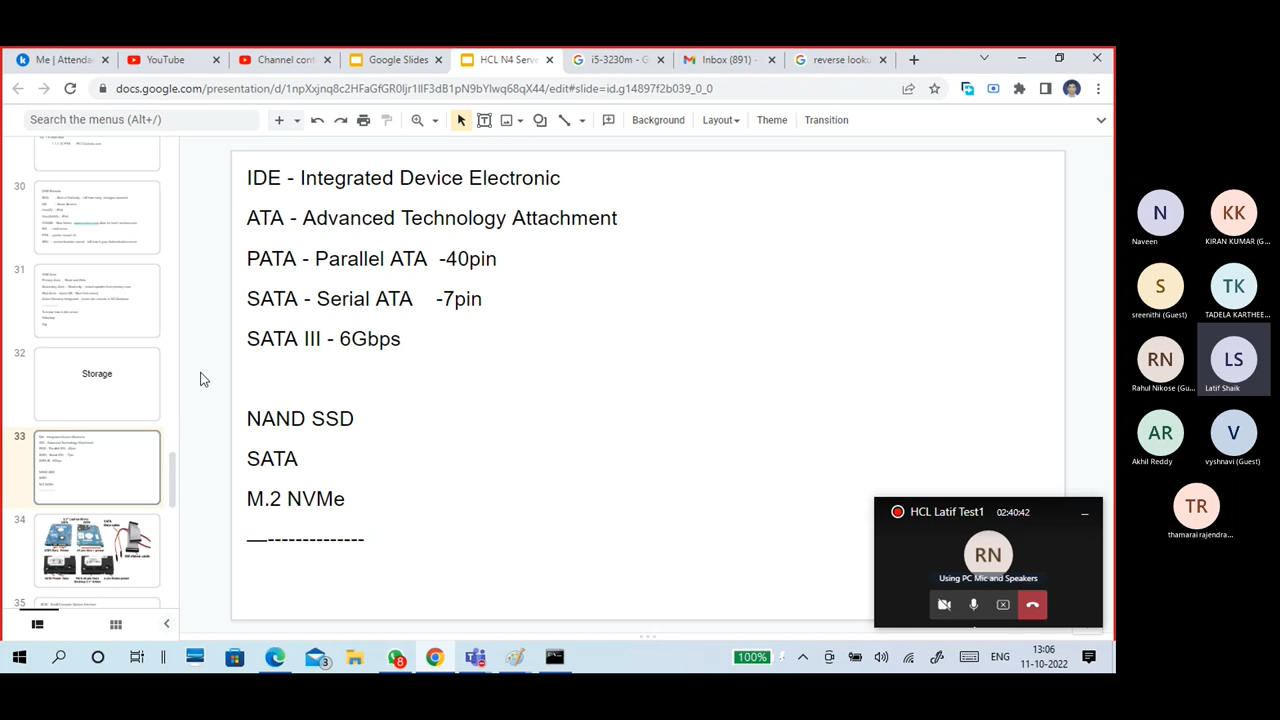 Me | Attendan
YouTube
Channel cont
Google Slides
HCL N4 Serve
i5-3220m - G
Inbox (891) -
reverse looku
docs.google.com/presentation/d/
/edit#slide=id.g14897f2b039_0_0
Search the menus (Alt+/)
Background
Layout
Theme
Transition
30
31
32
Storage
33
34
35
IDE - Integrated Device Electronic
ATA - Advanced Technology Attachment
PATA - Parallel ATA -40pin
SATA - Serial ATA -7pin
SATA III - 6Gbps
NAND SSD
SATA
M.2 NVMe
—--------------
HCL Latif Test1 02:40:42
RN
Using PC Mic and Speakers
N
Naveen
KK
KIRAN KUMAR (G...
S
sreenithi (Guest)
TK
TADELA KARTHEE...
RN
Rahul Nikose (Gu...
LS
Latif Shaik
AR
Akhil Reddy
V
vyshnavi (Guest)
TR
thamarai rajendra...
3
8
100%
ENG
13:06
11-10-2022